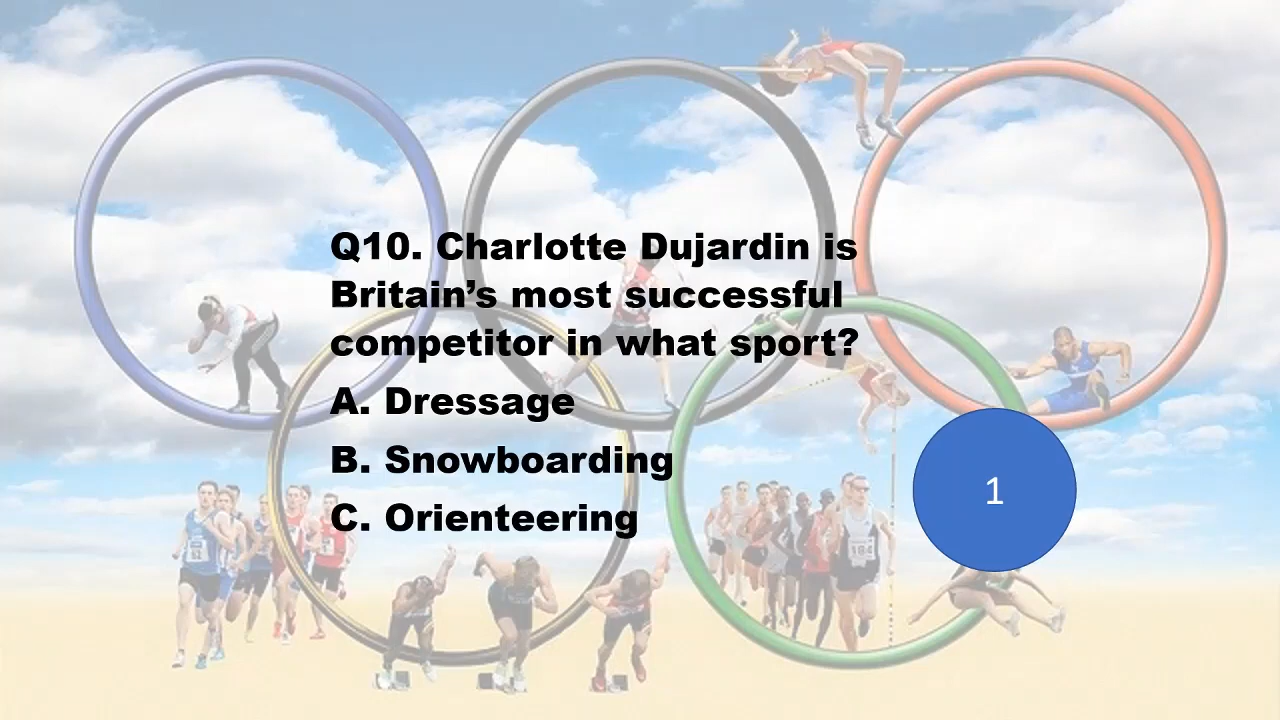 Q10. Charlotte Dujardin is
Britain’s most successful
competitor in what sport?
A. Dressage
B. Snowboarding
C. Orienteering
1